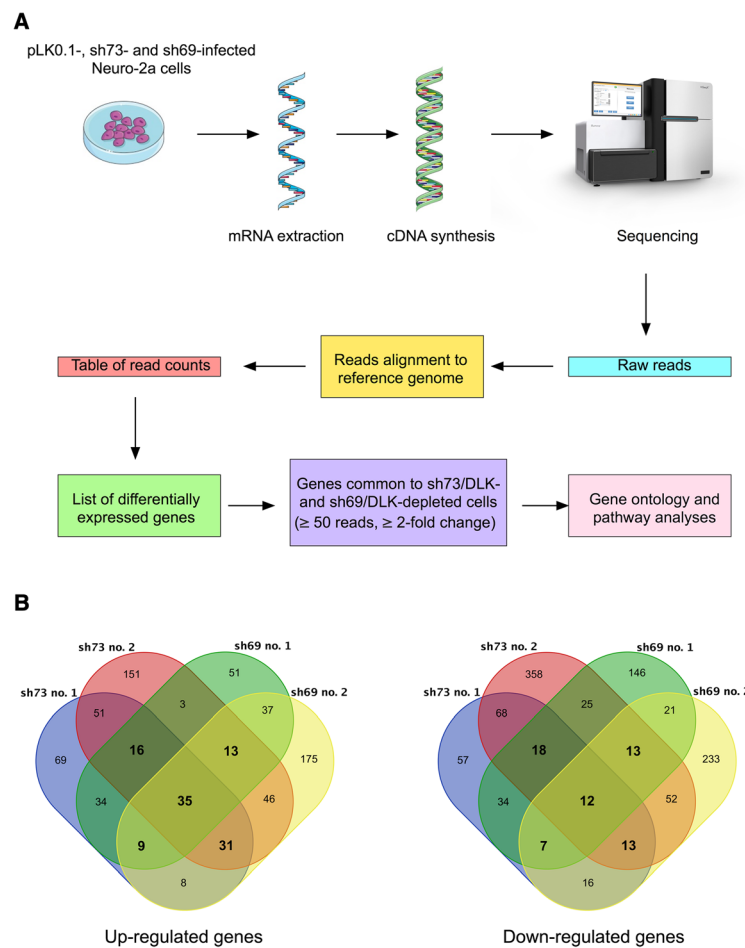 A
pLK0.1-, sh73- and sh69-infected
Neuro-2a cells
mRNA extraction
cDNA synthesis
Sequencing
Table of read counts
Reads alignment to
reference genome
Raw reads
List of differentially
expressed genes
Genes common to sh73/DLK-
and sh69/DLK-depleted cells
(≥ 50 reads, ≥ 2-fold change)
Gene ontology and
pathway analyses
B
sh73 no. 2
sh69 no. 1
sh73 no. 1
sh69 no. 2
151
51
51
3
37
69
16
13
175
34
35
46
9
31
8
Up-regulated genes
sh73 no. 2
sh69 no. 1
sh73 no. 1
sh69 no. 2
358
146
68
25
21
57
18
13
233
34
12
52
7
13
16
Down-regulated genes